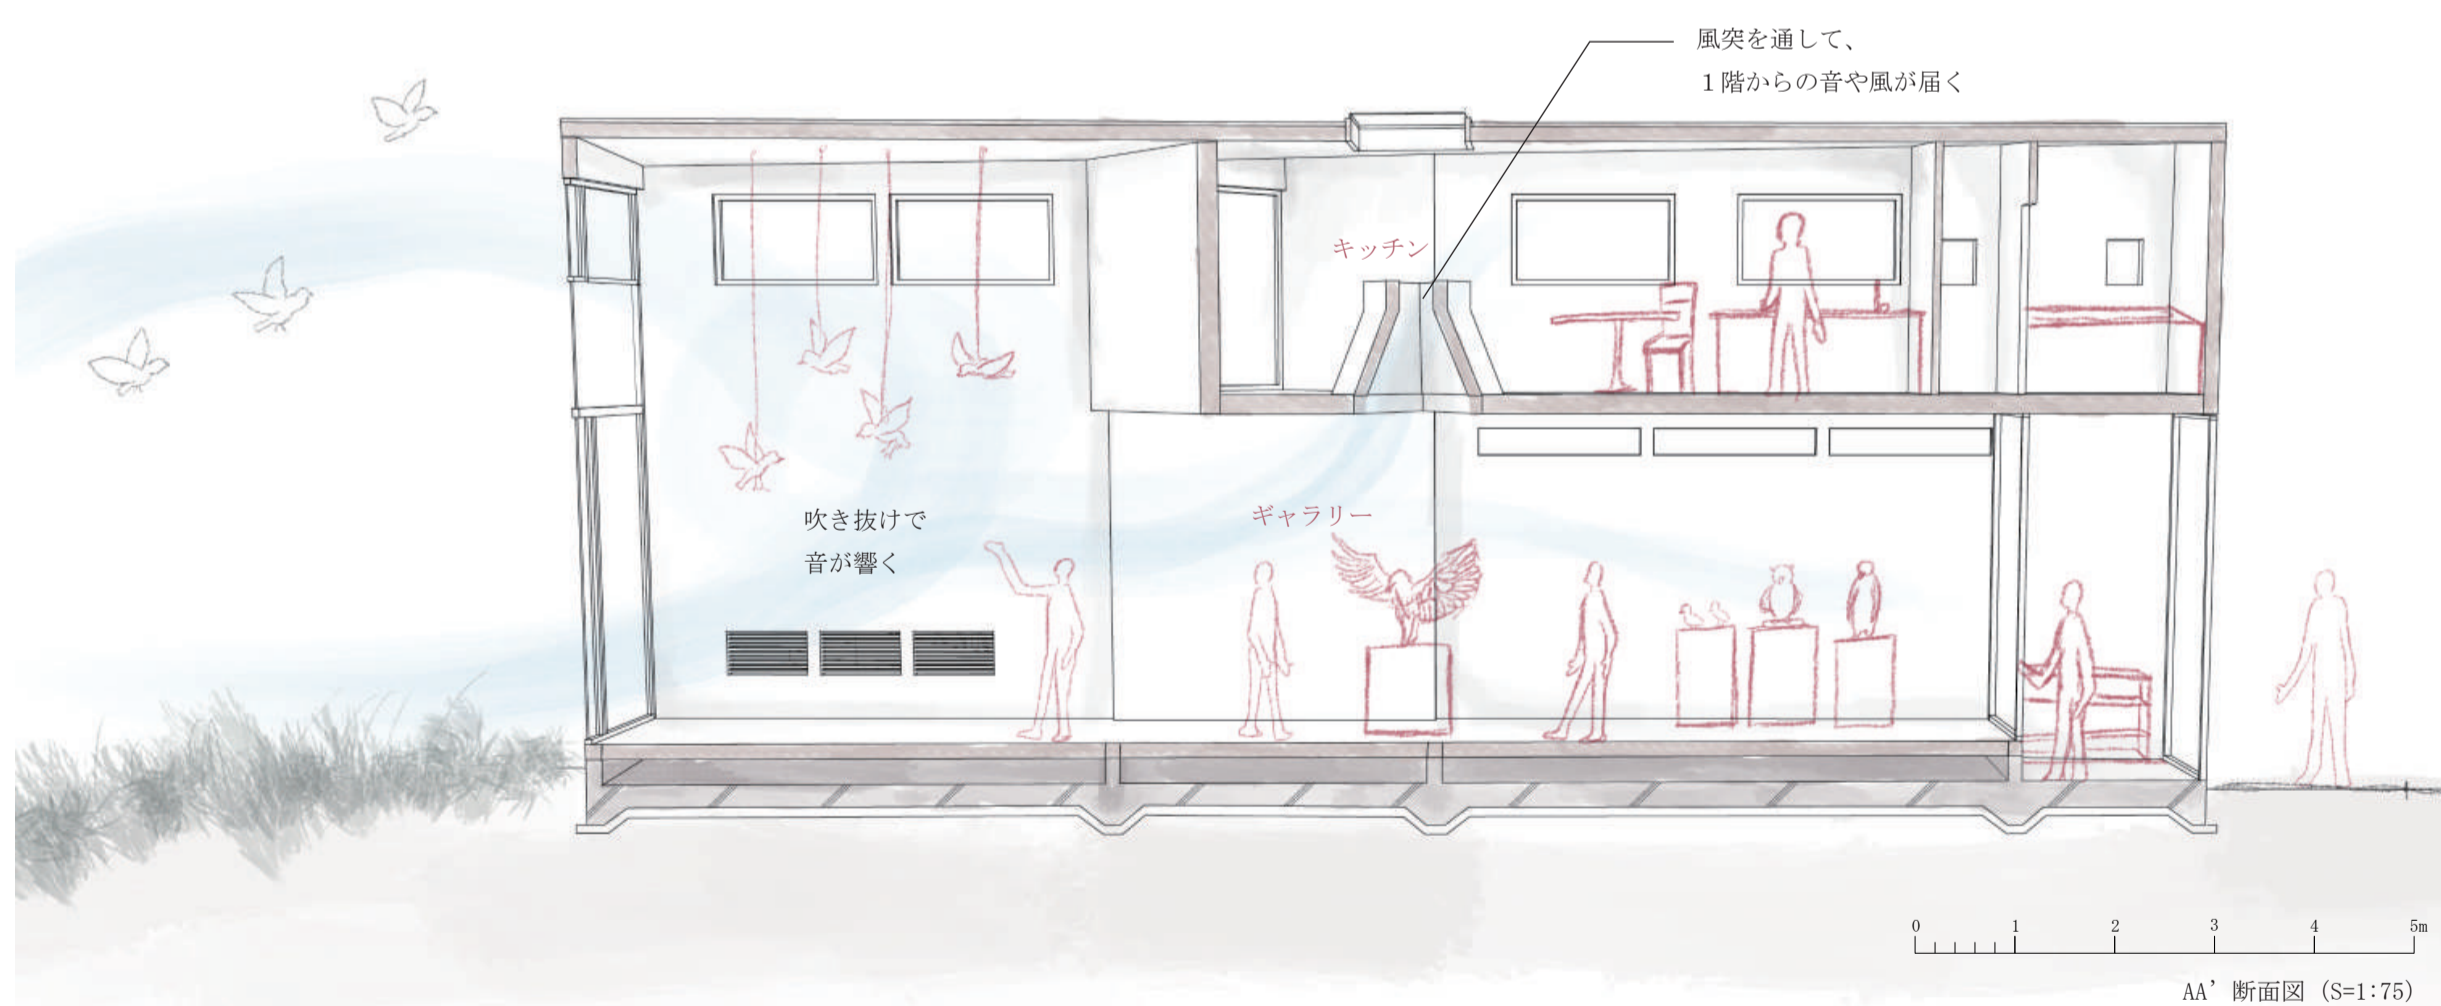 風突を通して、
１階からの音や風が届く
キッチン
吹き抜けで
音が響く
ギャラリー
0 1 2 3 4 5m
AA’ 断面図 (S=1:75)